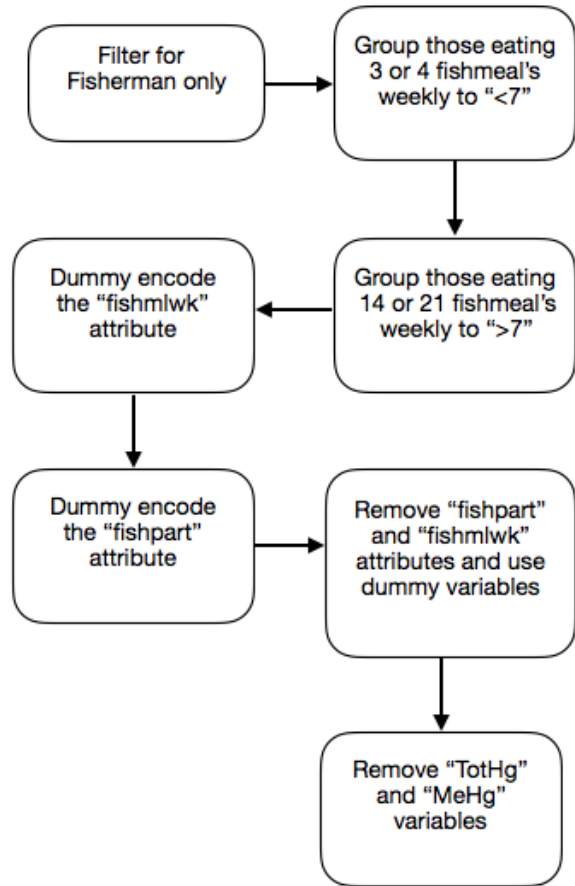 Filter for
Fisherman only
Group those eating
3 or 4 fishmeal's
weekly to “<7”
Group those eating
14 or 21 fishmeal's
weekly to “>7”
Dummy encode
the “fishmlwk”
attribute
Dummy encode
the “fishpart”
attribute
Remove “fishpart”
and “fishmlwk”
attributes and use
dummy variables
Remove “TotHg”
and “MeHg”
variables